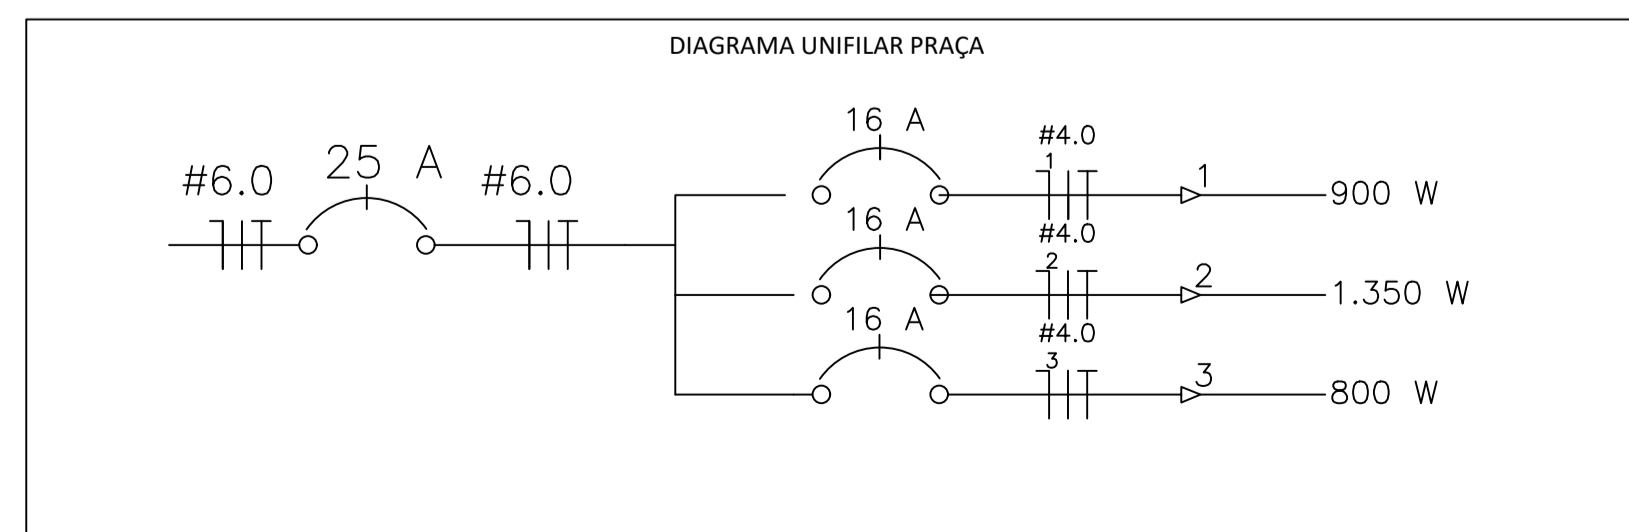 DIAGRAMA UNIFILAR PRAÇA
#6.0
25 A
#6.0
16 A
#4.0
1
1
900 W
16 A
#4.0
2
2
1.350 W
16 A
#4.0
3
3
800 W